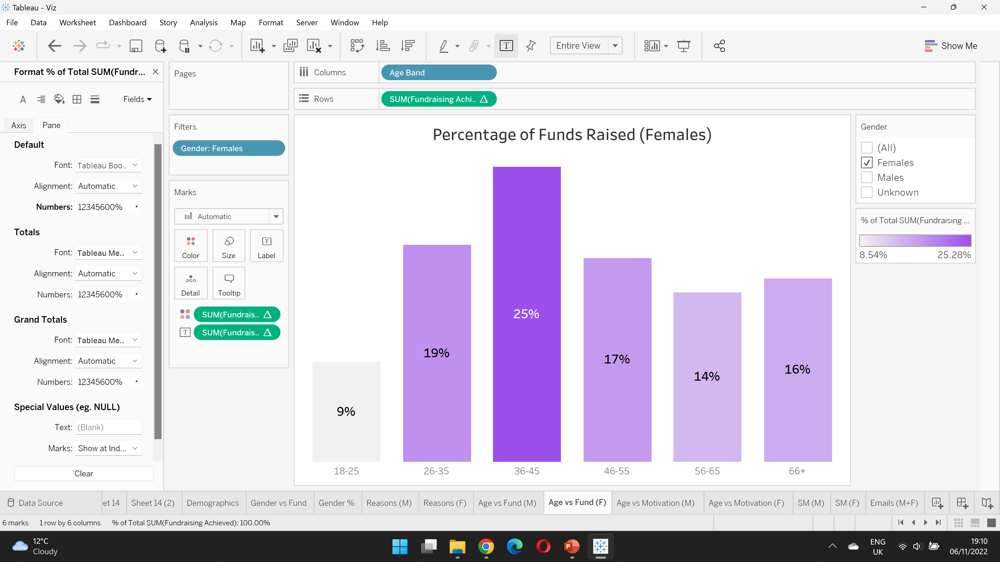 Tableau - Viz
File Data Worksheet Dashboard Story Analysis Map Format Server Window Help
Entire View
Show Me
Format % of Total SUM(Fundr...
Fields
Axis Pane
Default
Font: Tableau Boo..
Alignment: Automatic
Numbers: 12345600%
Totals
Font: Tableau Me..
Alignment: Automatic
Numbers: 12345600%
Grand Totals
Font: Tableau Me..
Alignment: Automatic
Numbers: 12345600%
Special Values (eg. NULL)
Text: (Blank)
Marks: Show at Ind...
Clear
Pages
Filters
Gender: Females
Marks
Automatic
Color Size Label
Detail Tooltip
SUM(Fundrais..
SUM(Fundrais..
Columns Age Band
Rows SUM(Fundraising Achi..
Percentage of Funds Raised (Females)
9%
19%
25%
17%
14%
16%
18-25 26-35 36-45 46-55 56-65 66+
Gender
(All)
Females
Males
Unknown
% of Total SUM(Fundraising ...
8.54% 25.28%
Data Source et 14 Sheet 14 (2) Demographics Gender vs Fund Gender % Reasons (M) Reasons (F) Age vs Fund (M) Age vs Fund (F) Age vs Motivation (M) Age vs Motivation (F) SM (M) SM (F) Emails (M+F)
6 marks 1 row by 6 columns % of Total SUM(Fundraising Achieved): 100.00%
12°C
Cloudy
ENG
UK
19:10
06/11/2022